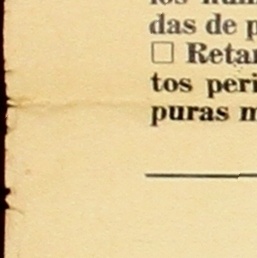 das de
□ Retar
tos peri
puras